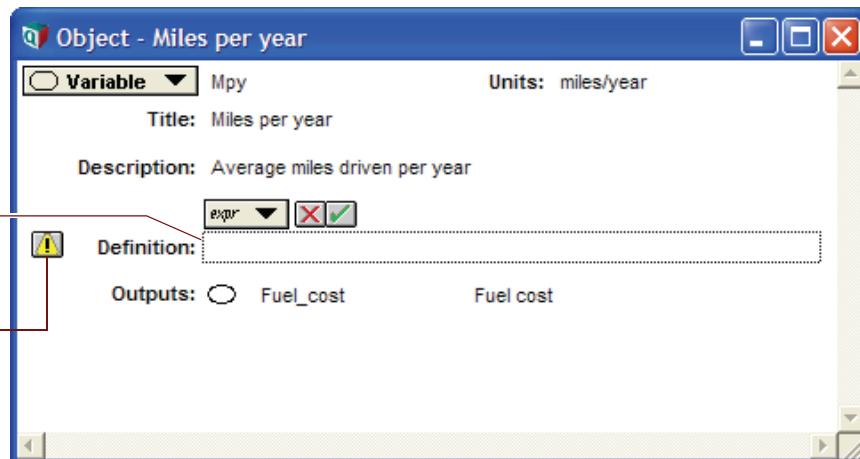 Object - Miles per year
Variable Mpy Units: miles/year
Title: Miles per year
Description: Average miles driven per year
expr
Definition:
Outputs: Fuel_cost Fuel cost